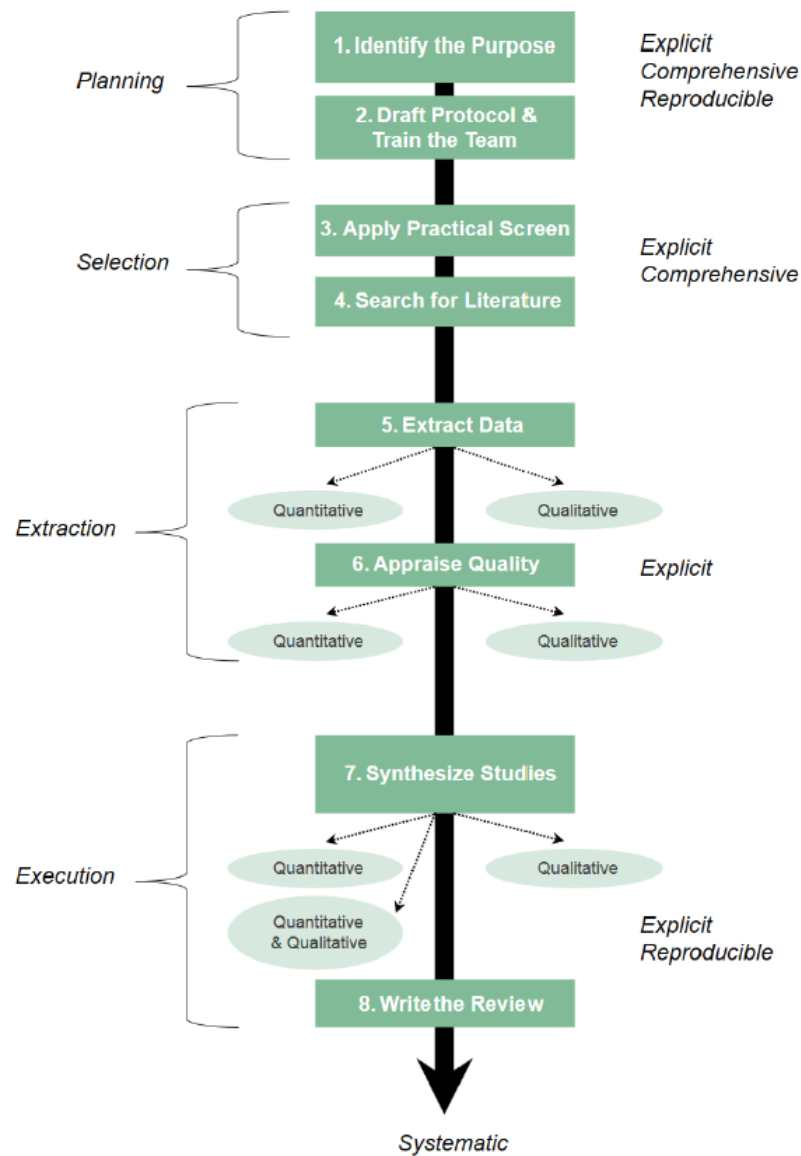 Planning
1. Identify the Purpose
2. Draft Protocol &
Train the Team
Explicit
Comprehensive
Reproducible
Selection
3. Apply Practical Screen
4. Search for Literature
Explicit
Comprehensive
Extraction
5. Extract Data
Quantitative
Qualitative
6. Appraise Quality
Explicit
Quantitative
Qualitative
Execution
7. Synthesize Studies
Quantitative
Qualitative
Quantitative
& Qualitative
Explicit
Reproducible
8. Write the Review
Systematic